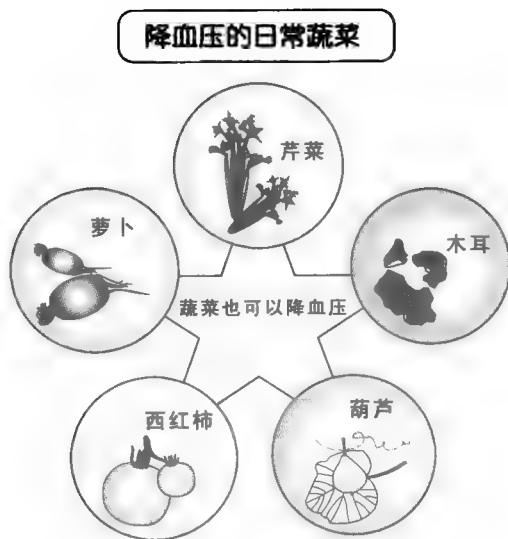 降血压的日常蔬菜
芹菜
萝卜
木耳
蔬菜也可以降血压
西红柿
葫芦